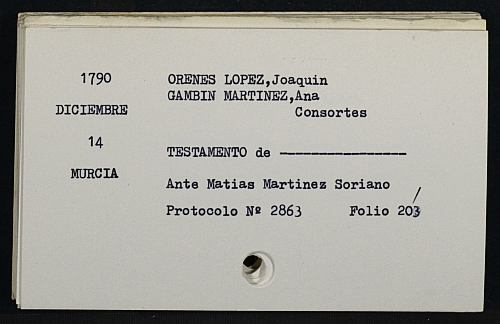 1790
ORENES LOPEZ,Joaquin
GAMBIN MARTINEZ,Ana
DICIEMBRE
Consortes
14
TESTAMENTO de ----------------
MURCIA
Ante Matias Martinez Soriano
Protocolo Nº 2863 Folio 203